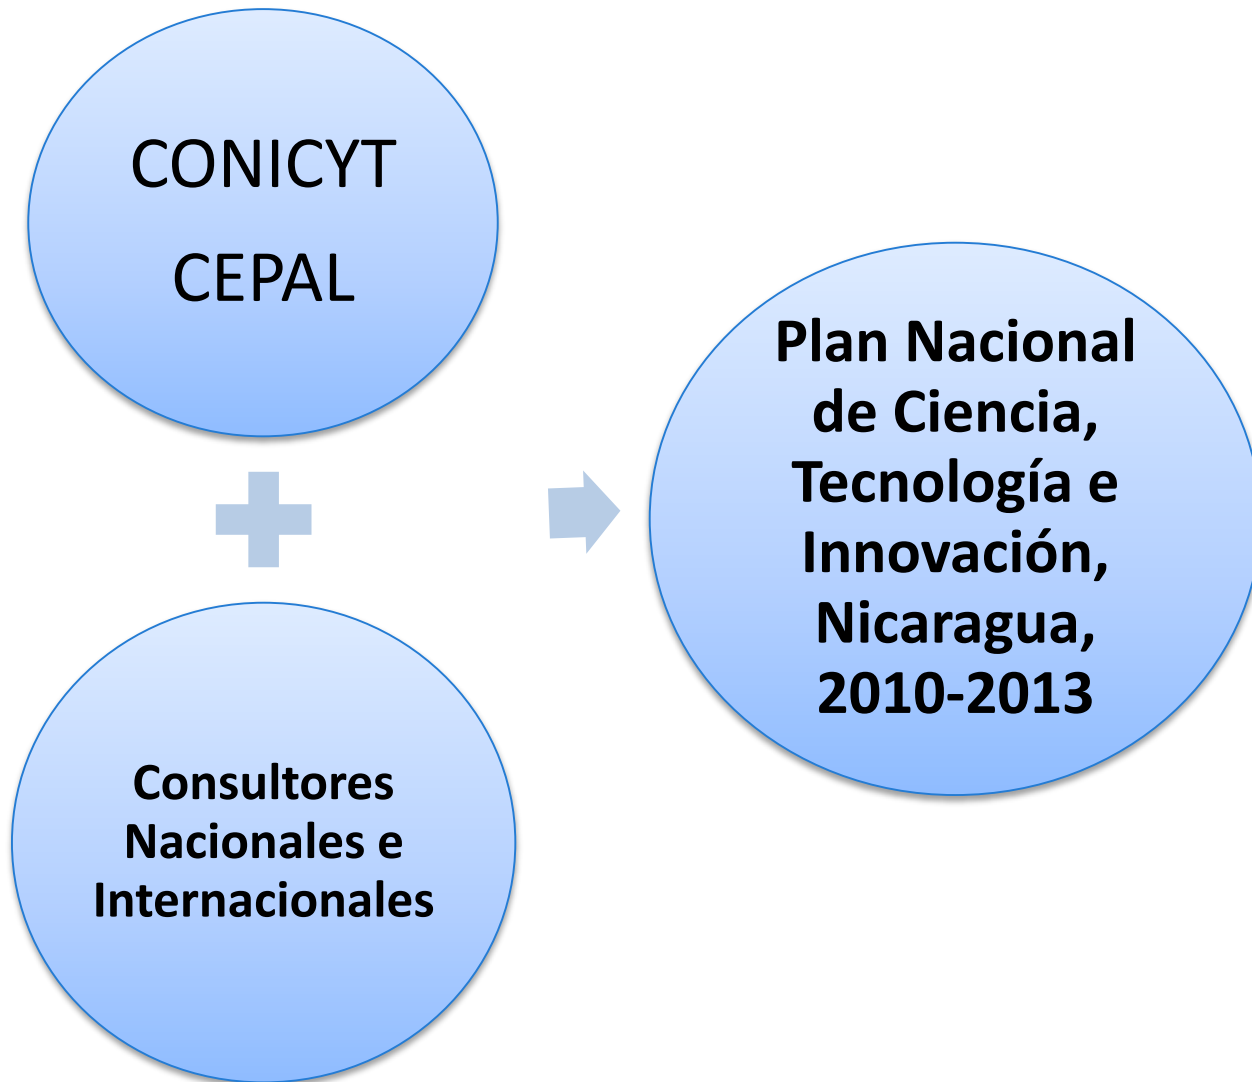 CONICYT
CEPAL
Consultores
Nacionales e
Internacionales
Plan Nacional
de Ciencia,
Tecnología e
Innovación,
Nicaragua,
2010-2013